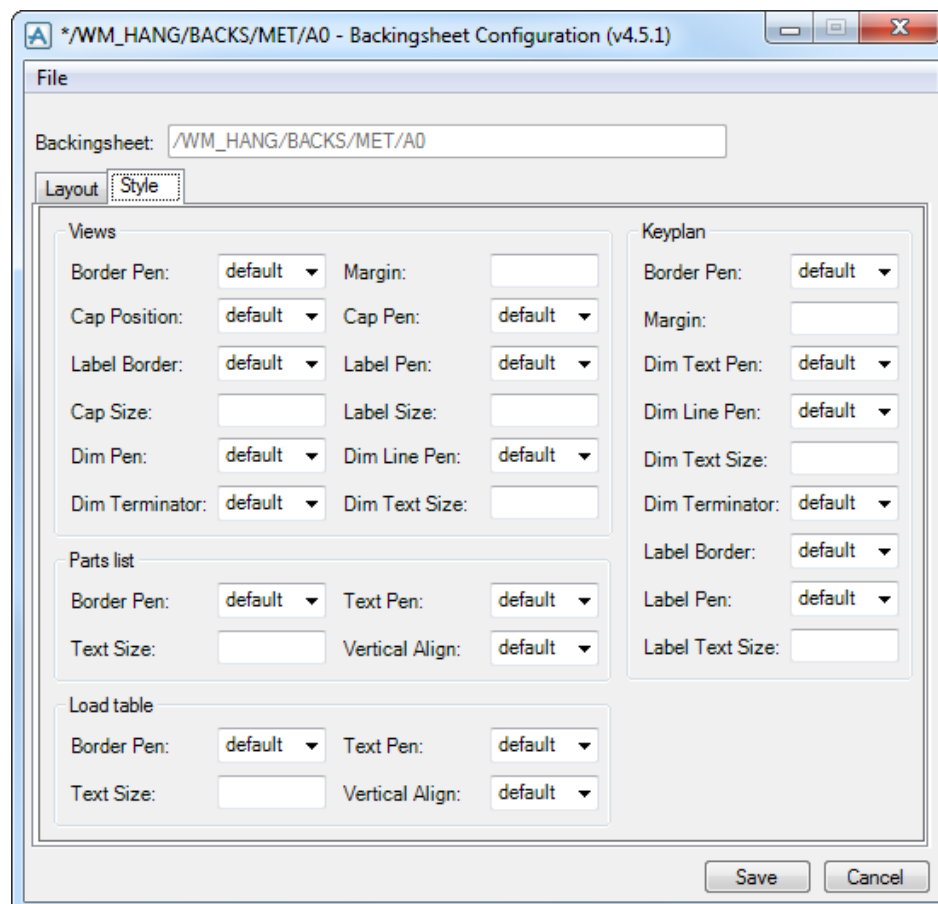 */WM_HANG/BACKS/MET/A0 - Backingsheet Configuration (v4.5.1)
File
Backingsheet: /WM_HANG/BACKS/MET/A0
Layout Style
Views
Border Pen: default Margin:
Cap Position: default Cap Pen: default
Label Border: default Label Pen: default
Cap Size: Label Size:
Dim Pen: default Dim Line Pen: default
Dim Terminator: default Dim Text Size:
Parts list
Border Pen: default Text Pen: default
Text Size: Vertical Align: default
Load table
Border Pen: default Text Pen: default
Text Size: Vertical Align: default
Keyplan
Border Pen: default
Margin:
Dim Text Pen: default
Dim Line Pen: default
Dim Text Size:
Dim Terminator: default
Label Border: default
Label Pen: default
Label Text Size:
Save Cancel